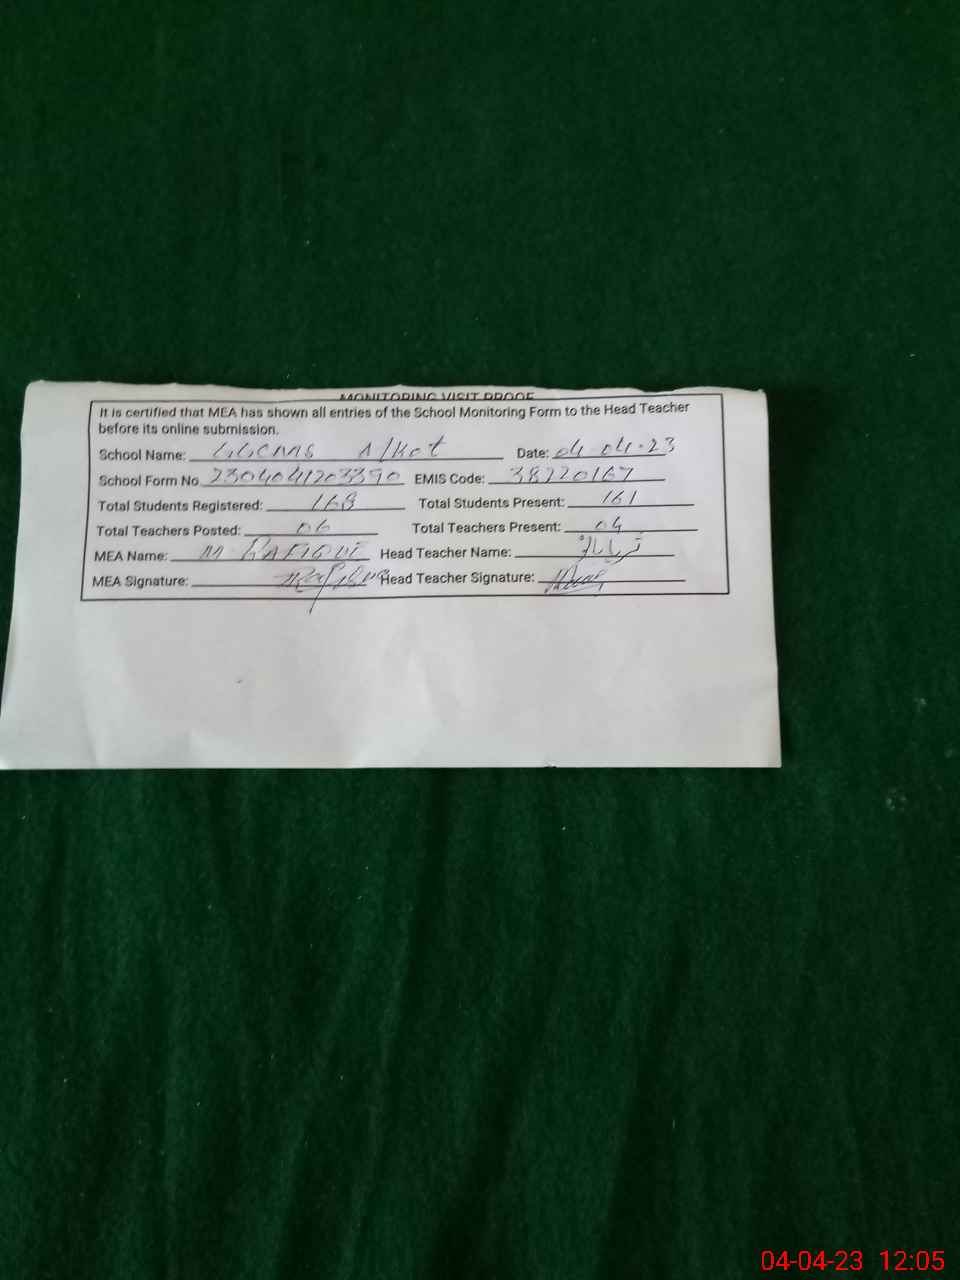 MONITORING VISIT PROOF
It is certified that MEA has shown all entries of the School Monitoring Form to the Head Teacher
before its online submission.
School Name: GGCMS A/Kot Date: 04-04-23
School Form No 2304041203390 EMIS Code: 38220167
Total Students Registered: 168 Total Students Present: 161
Total Teachers Posted: 06 Total Teachers Present: 04
MEA Name: M RAFIQUE Head Teacher Name:
MEA Signature: Head Teacher Signature:
04-04-23 12:05